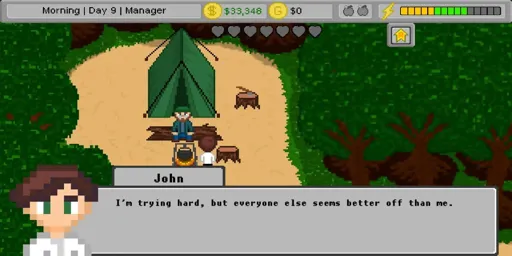 Morning | Day 9 | Manager
$33,348
G
$0
John
I'm trying hard, but everyone else seems better off than me.